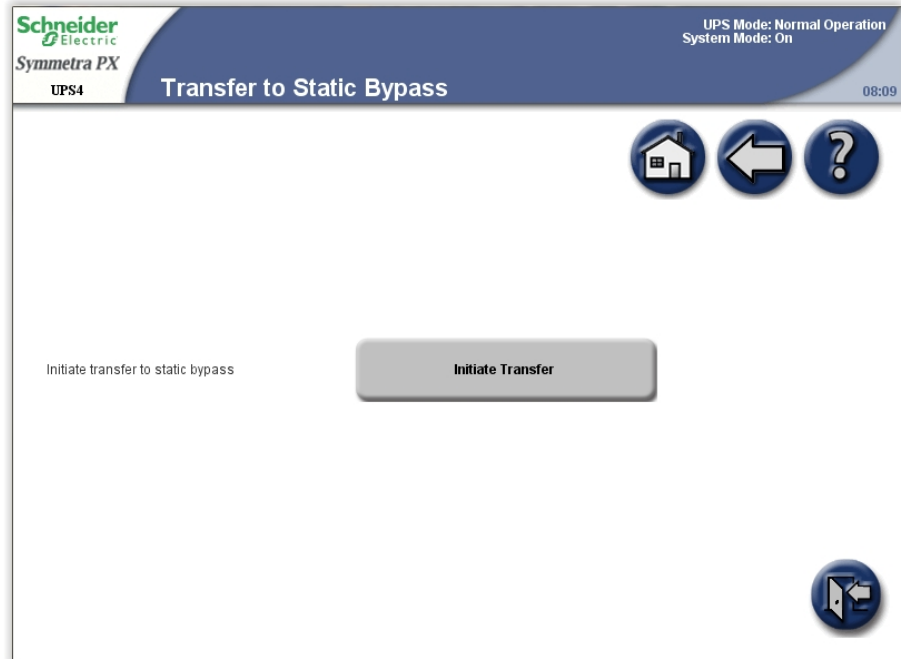 Schneider
Electric
Symmetra PX
UPS4
Transfer to Static Bypass
UPS Mode: Normal Operation
System Mode: On
08:09
?
Initiate transfer to static bypass
Initiate Transfer